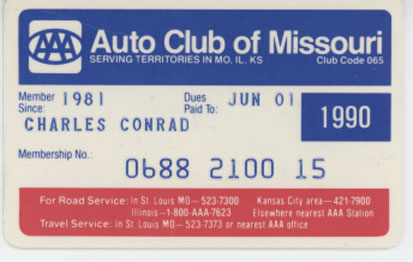 AAA
Auto Club of Missouri
SERVING TERRITORIES IN MO, IL, KS
Club Code 065
Member Since: 1981
Dues Paid To: JUN 01
1990
CHARLES CONRAD
Membership No.: 0688 2100 15
For Road Service: In St. Louis MO—523-7300 Kansas City area—421-7900
Illinois—1-800-AAA-7623 Elsewhere nearest AAA Station
Travel Service: In St. Louis MO—523-7373 or nearest AAA office